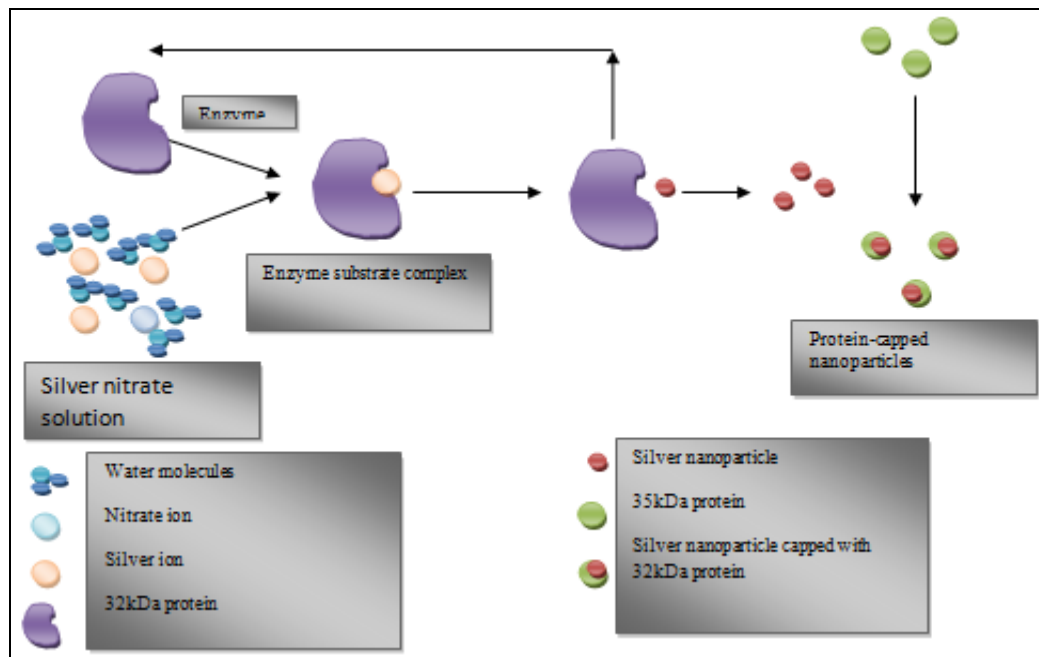 Enzyme
Enzyme substrate complex
Protein-capped
nanoparticles
Silver nitrate
solution
Water molecules
Nitrate ion
Silver ion
32kDa protein
Silver nanoparticle
35kDa protein
Silver nanoparticle capped with
32kDa protein